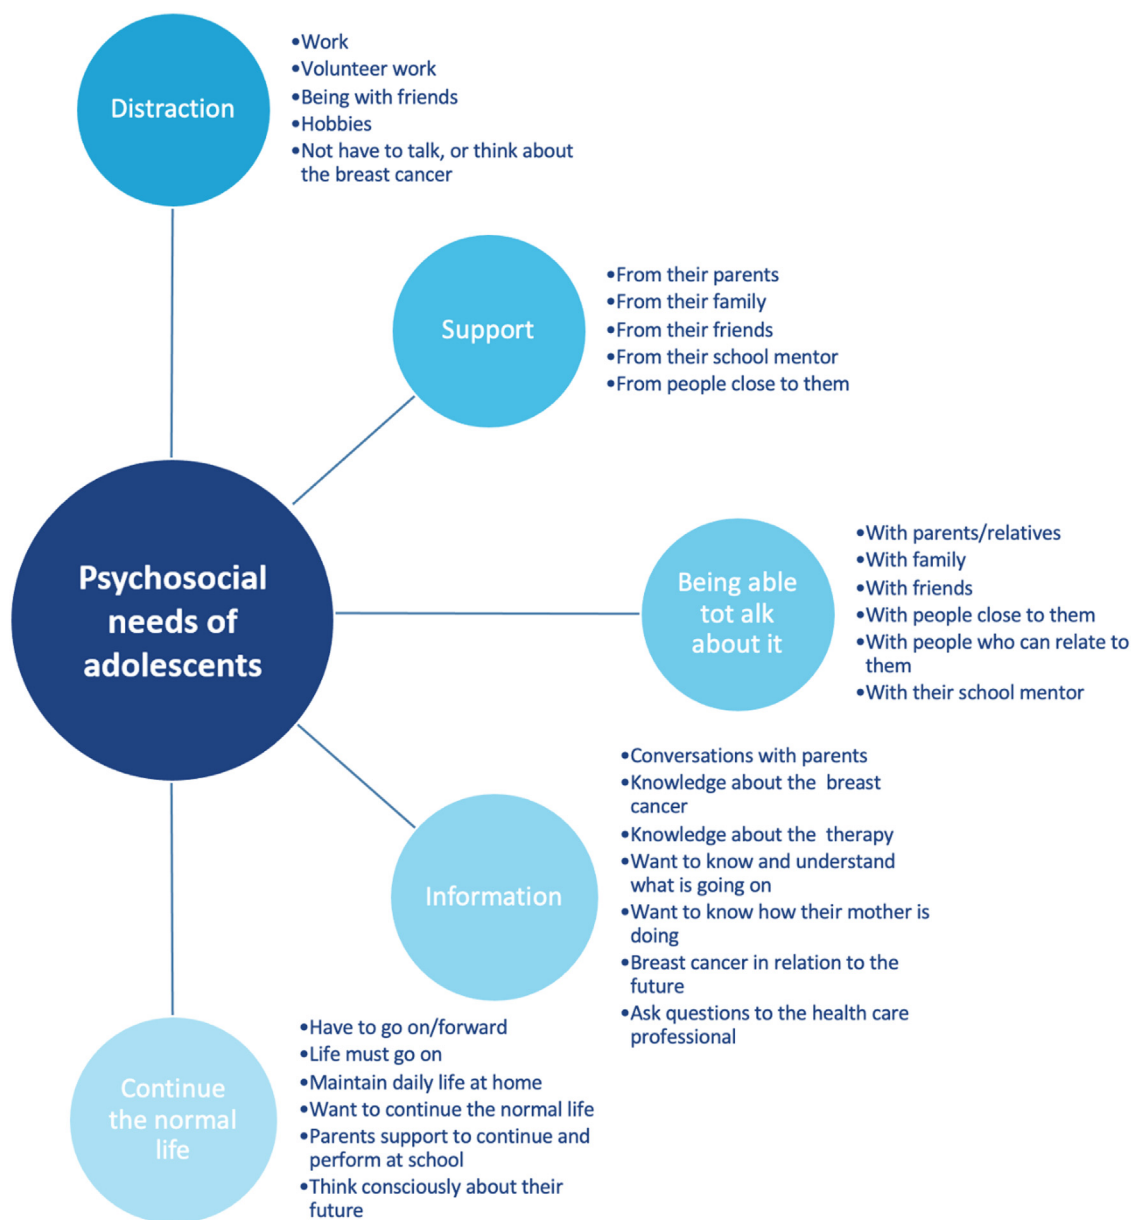 Distraction
•Work
•Volunteer work
•Being with friends
•Hobbies
•Not have to talk, or think about
the breast cancer
Support
•From their parents
•From their family
•From their friends
•From their school mentor
•From people close to them
Psychosocial
needs of
adolescents
Being able
tot alk
about it
•With parents/relatives
•With family
•With friends
•With people close to them
•With people who can relate to
them
•With their school mentor
Information
•Conversations with parents
•Knowledge about the  breast
cancer
•Knowledge about the  therapy
•Want to know and understand
what is going on
•Want to know how their mother is
doing
•Breast cancer in relation to the
future
•Ask questions to the health care
professional
Continue
the normal
life
•Have to go on/forward
•Life must go on
•Maintain daily life at home
•Want to continue the normal life
•Parents support to continue and
perform at school
•Think consciously about their
future